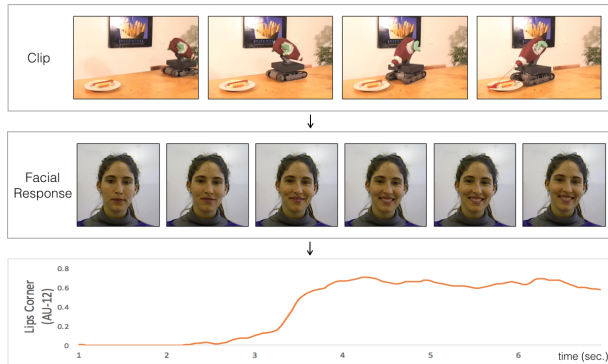 Clip
Facial
Response
Lips Corner
(AU-12)
0.8
0.6
0.4
0.2
0
1
2
3
4
5
6
time (sec.)